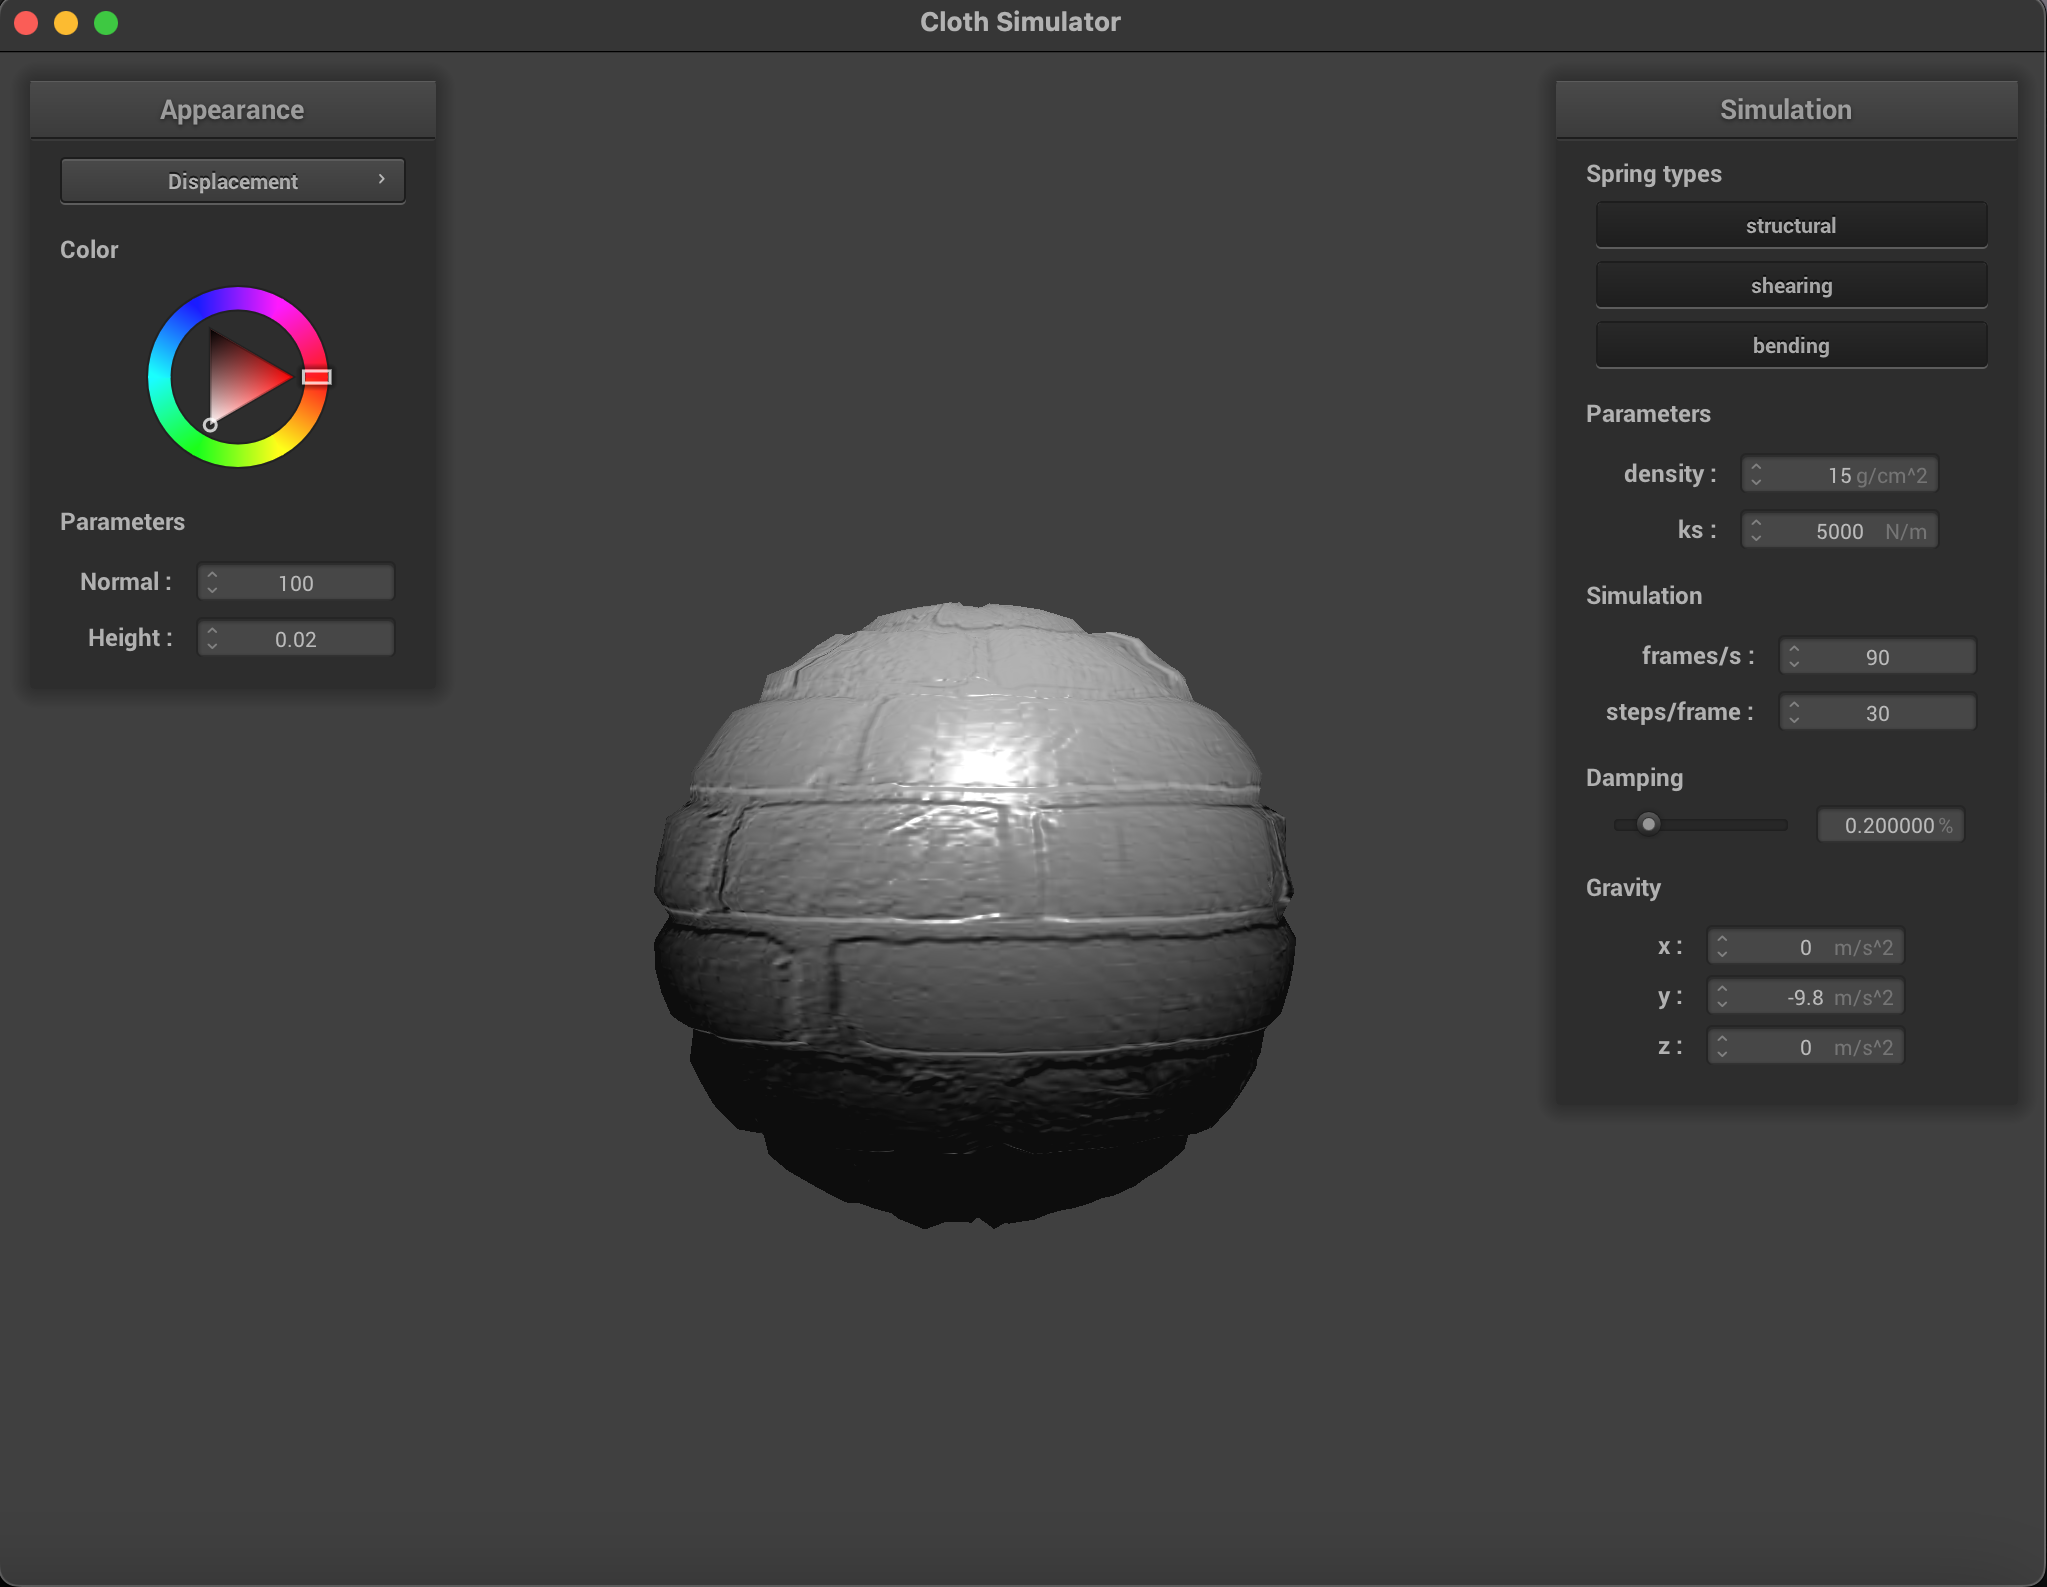 Cloth Simulator
Appearance
Displacement
Color
Parameters
Normal : 100
Height : 0.02
Simulation
Spring types
structural
shearing
bending
Parameters
density : 15 g/cm^2
ks : 5000 N/m
Simulation
frames/s : 90
steps/frame : 30
Damping
0.200000 %
Gravity
x : 0 m/s^2
y : -9.8 m/s^2
z : 0 m/s^2